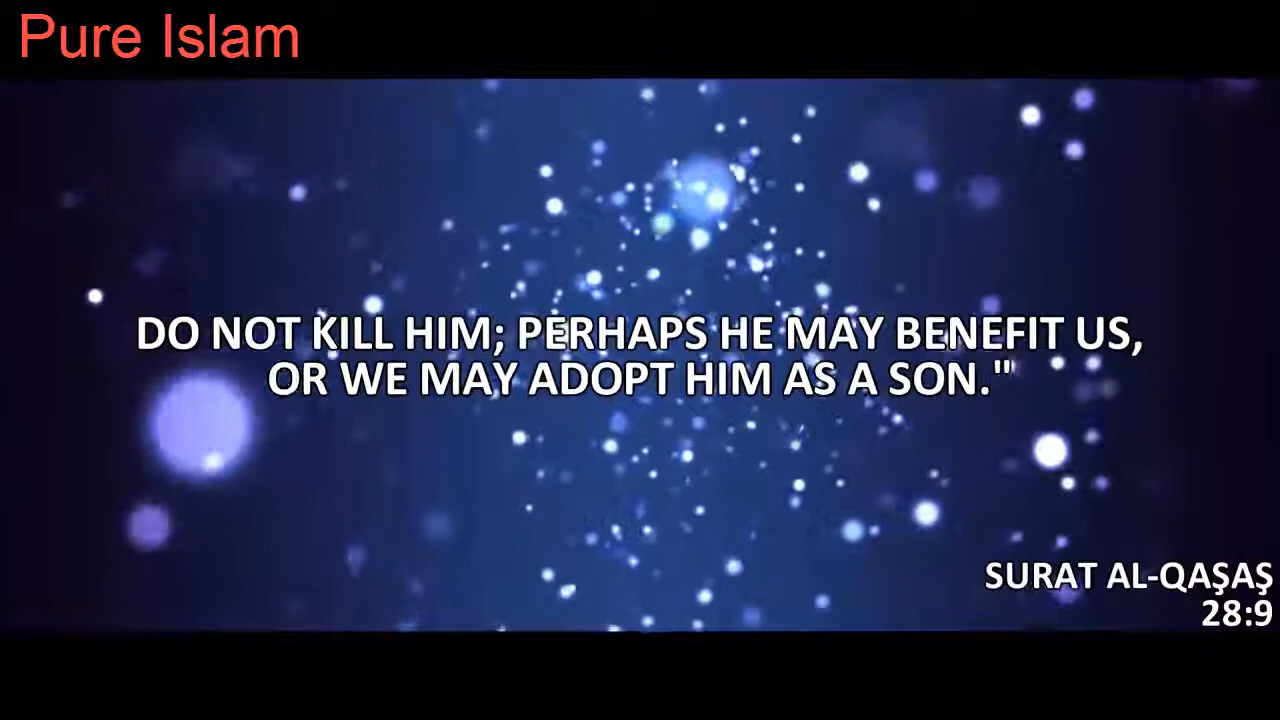 Pure Islam
DO NOT KILL HIM; PERHAPS HE MAY BENEFIT US,
OR WE MAY ADOPT HIM AS A SON."
SURAT AL-QAŞAŞ
28:9